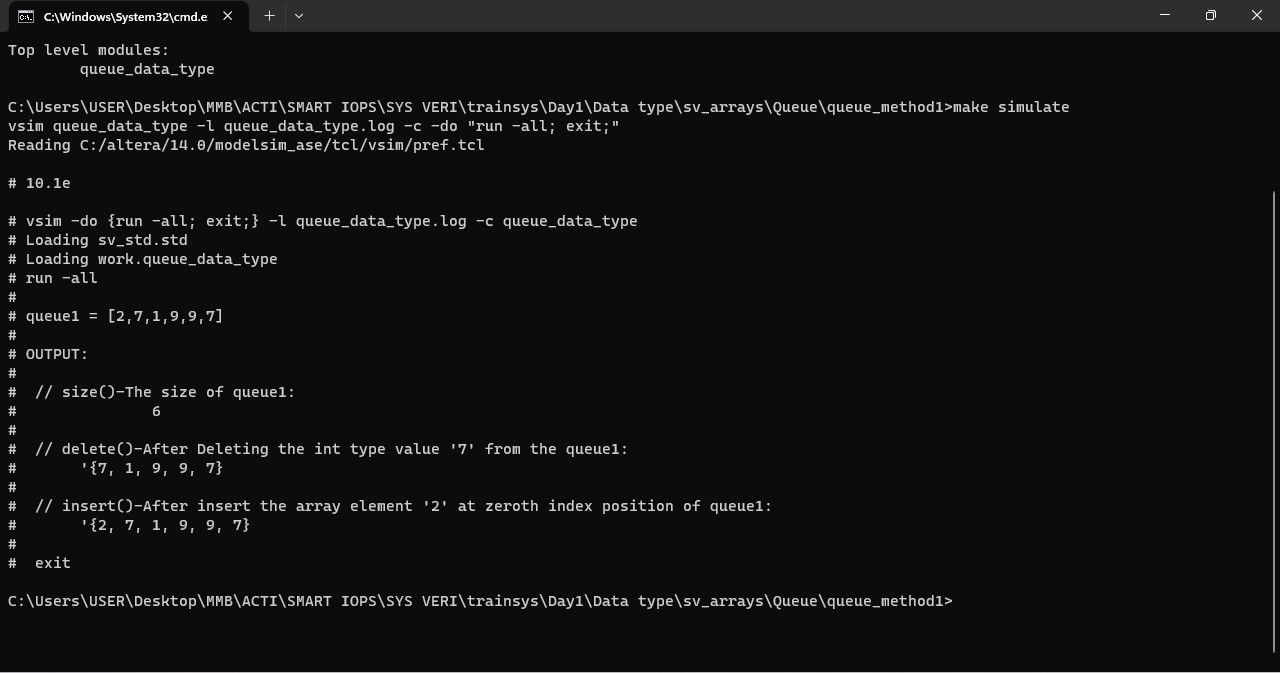 C:\Windows\System32\cmd.e
Top level modules:
queue_data_type
C:\Users\USER\Desktop\MMB\ACTI\SMART IOPS\SYS VERI\trainsys\Day1\Data type\sv_arrays\Queue\queue_method1>make simulate
vsim queue_data_type -l queue_data_type.log -c -do "run -all; exit;"
Reading C:/altera/14.0/modelsim_ase/tcl/vsim/pref.tcl
# 10.1e
# vsim -do {run -all; exit;} -l queue_data_type.log -c queue_data_type
# Loading sv_std.std
# Loading work.queue_data_type
# run -all
#
# queue1 = [2,7,1,9,9,7]
#
# OUTPUT:
#
#  // size()-The size of queue1:
#               6
#
#  // delete()-After Deleting the int type value '7' from the queue1:
#       '{7, 1, 9, 9, 7}
#
#  // insert()-After insert the array element '2' at zeroth index position of queue1:
#       '{2, 7, 1, 9, 9, 7}
#
#  exit
C:\Users\USER\Desktop\MMB\ACTI\SMART IOPS\SYS VERI\trainsys\Day1\Data type\sv_arrays\Queue\queue_method1>